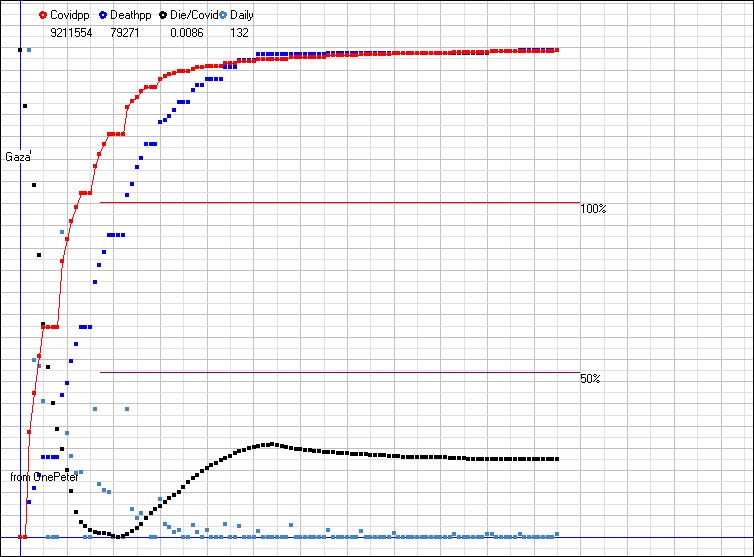 Covidpp Deathpp Die/Covid Daily
9211554 79271 0.0086 132
Gaza'
100%
50%
from OnePeter